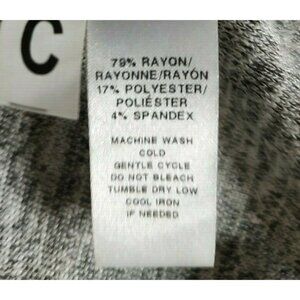 C
79% RAYON/
RAYONNE/RAYÓN
17% POLYESTER/
POLIÉSTER
4% SPANDEX
MACHINE WASH
COLD
GENTLE CYCLE
DO NOT BLEACH
TUMBLE DRY LOW
COOL IRON
IF NEEDED